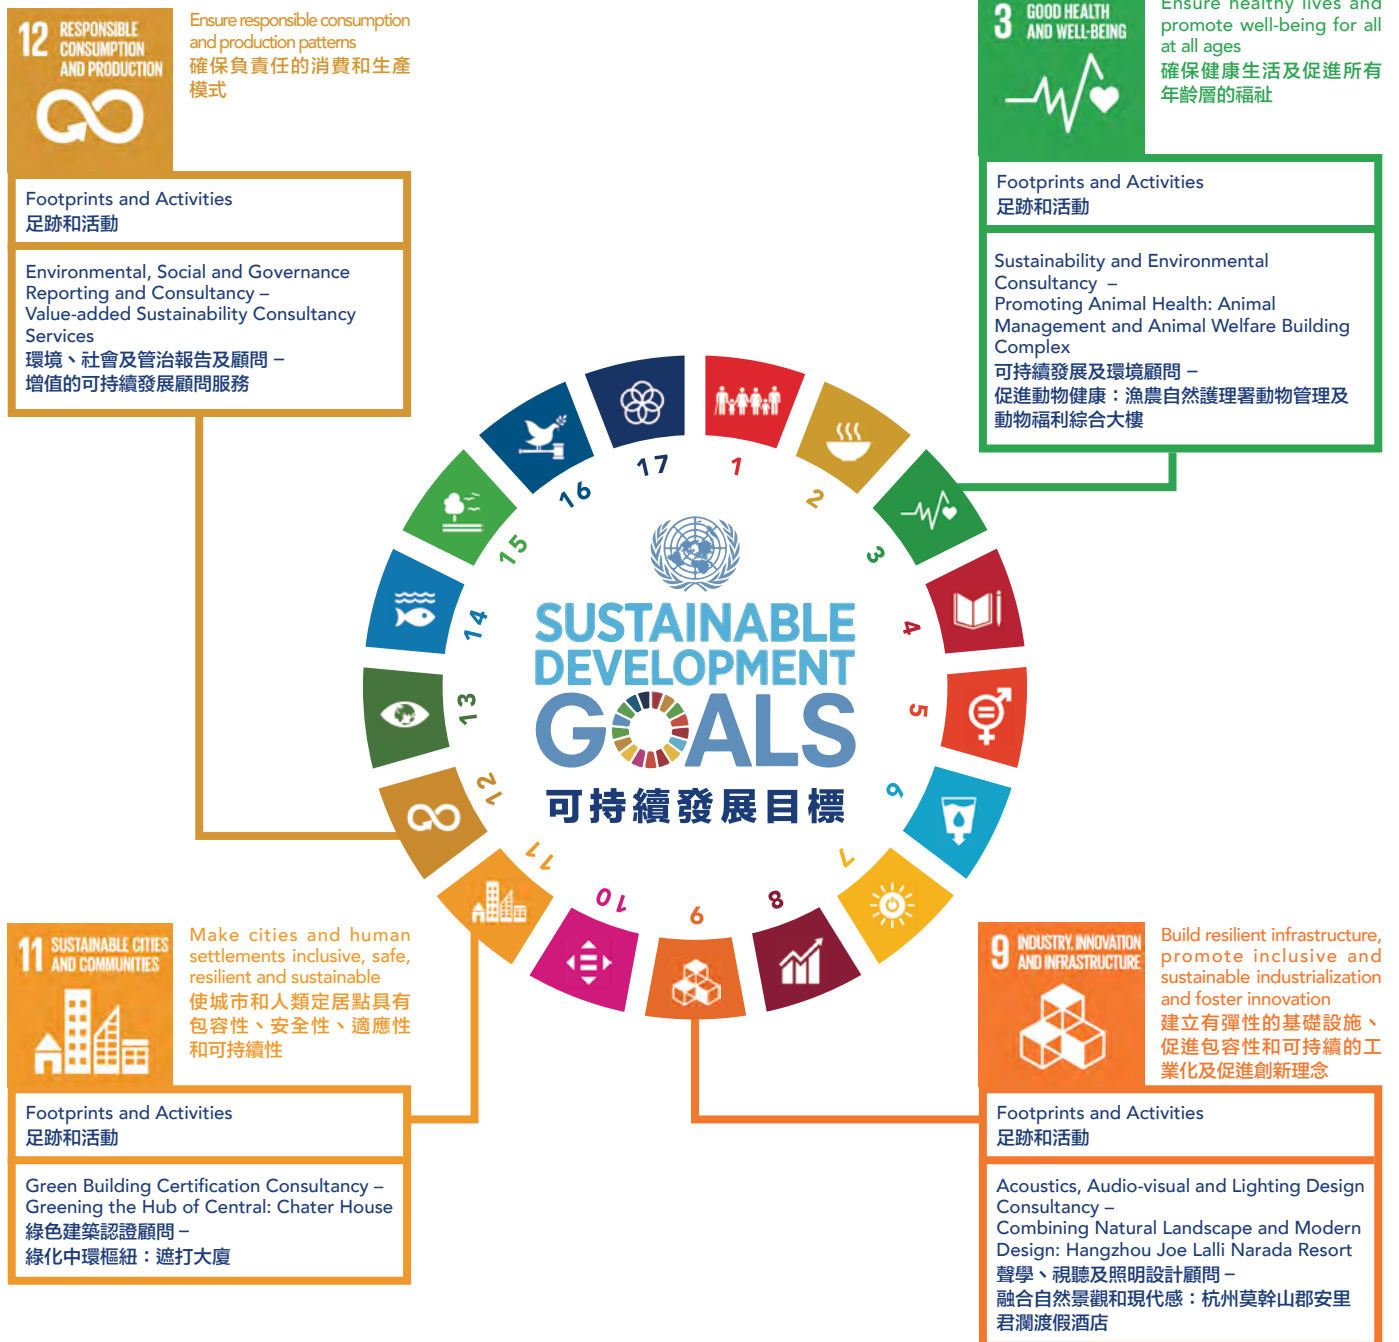 12 RESPONSIBLE
CONSUMPTION
AND PRODUCTION
Ensure responsible consumption
and production patterns
確保負責任的消費和生產
模式
Footprints and Activities
足跡和活動
Environmental, Social and Governance
Reporting and Consultancy –
Value-added Sustainability Consultancy
Services
環境、社會及管治報告及顧問 –
增值的可持續發展顧問服務
3 GOOD HEALTH
AND WELL-BEING
Ensure healthy lives and
promote well-being for all
at all ages
確保健康生活及促進所有
年齡層的福祉
Footprints and Activities
足跡和活動
Sustainability and Environmental
Consultancy –
Promoting Animal Health: Animal
Management and Animal Welfare Building
Complex
可持續發展及環境顧問 –
促進動物健康：漁農自然護理署動物管理及
動物福利綜合大樓
1
2
3
4
5
6
7
8
9
10
11
12
13
14
15
16
17
SUSTAINABLE
DEVELOPMENT
GOALS
可持續發展目標
11 SUSTAINABLE CITIES
AND COMMUNITIES
Make cities and human
settlements inclusive, safe,
resilient and sustainable
使城市和人類定居點具有
包容性、安全性、適應性
和可持續性
Footprints and Activities
足跡和活動
Green Building Certification Consultancy –
Greening the Hub of Central: Chater House
綠色建築認證顧問 –
綠化中環樞紐：遮打大廈
9 INDUSTRY, INNOVATION
AND INFRASTRUCTURE
Build resilient infrastructure,
promote inclusive and
sustainable industrialization
and foster innovation
建立有彈性的基礎設施、
促進包容性和可持續的工
業化及促進創新理念
Footprints and Activities
足跡和活動
Acoustics, Audio-visual and Lighting Design
Consultancy –
Combining Natural Landscape and Modern
Design: Hangzhou Joe Lalli Narada Resort
聲學、視聽及照明設計顧問 –
融合自然景觀和現代感：杭州莫幹山郡安里
君瀾渡假酒店